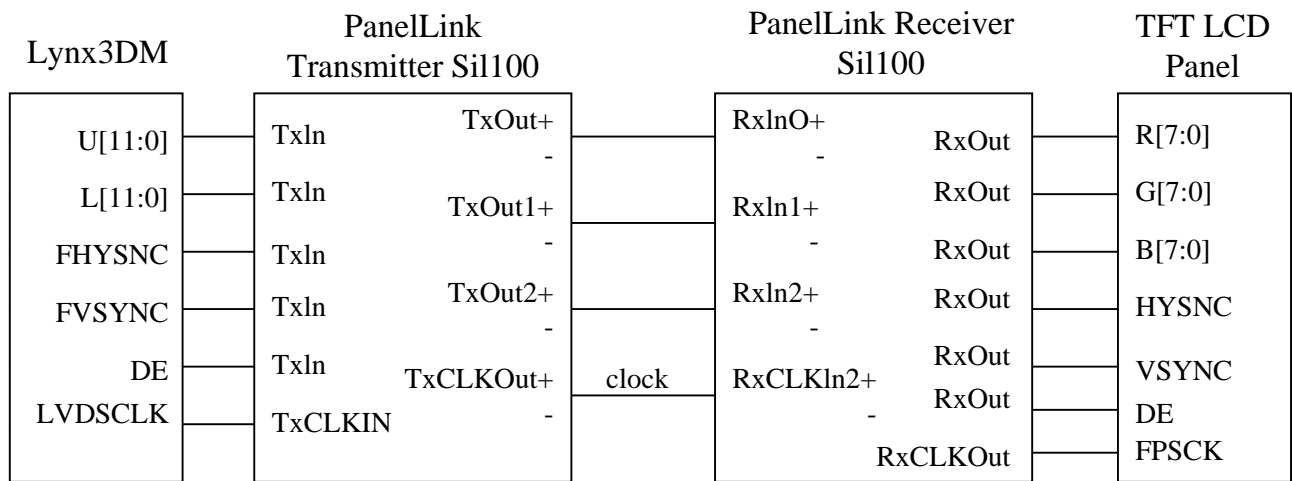 Lynx3DM
PanelLink
Transmitter Sil100
PanelLink Receiver
Sil100
TFT LCD
Panel
U[11:0]
L[11:0]
FHYSNC
FVSYNC
DE
LVDSCLK
Txln
Txln
Txln
Txln
Txln
TxCLKIN
TxOut+
-
TxOut1+
-
TxOut2+
-
TxCLKOut+
-
clock
RxlnO+
-
Rxln1+
-
Rxln2+
-
RxCLKln2+
-
RxOut
RxOut
RxOut
RxOut
RxOut
RxOut
RxCLKOut
R[7:0]
G[7:0]
B[7:0]
HYSNC
VSYNC
DE
FPSCK